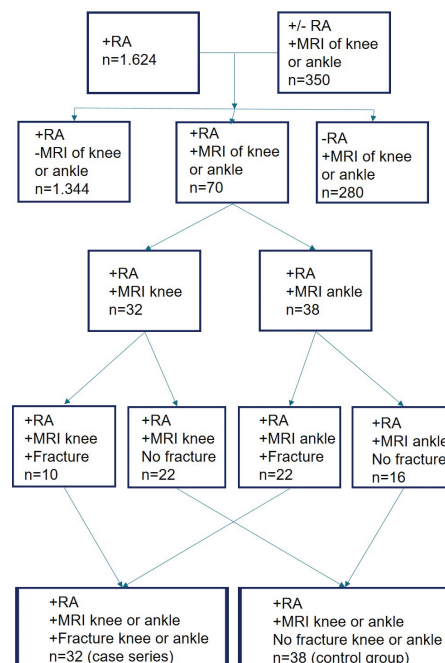 +RA
n=1.624
+/- RA
+MRI of knee
or ankle
n=350
+RA
-MRI of knee
or ankle
n=1.344
+RA
+MRI of knee
or ankle
n=70
-RA
+MRI of knee
or ankle
n=280
+RA
+MRI knee
n=32
+RA
+MRI ankle
n=38
+RA
+MRI knee
+Fracture
n=10
+RA
+MRI knee
No fracture
n=22
+RA
+MRI ankle
+Fracture
n=22
+RA
+MRI ankle
No fracture
n=16
+RA
+MRI knee or ankle
+Fracture knee or ankle
n=32 (case series)
+RA
+MRI knee or ankle
No fracture knee or ankle
n=38 (control group)